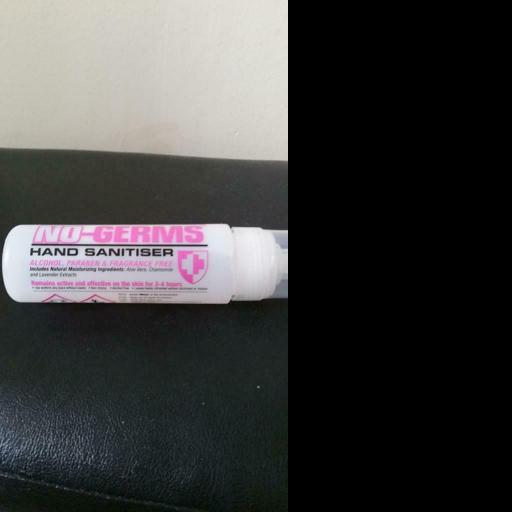 NO-GERMS
HAND SANITISER
ALCOHOL, PARABEN & FRAGRANCE FREE
Includes Natural Moisturizing Ingredients: Aloe Vera, Chamomile
and Lavender Extracts
Remains active and effective on the skin for 2-4 hours